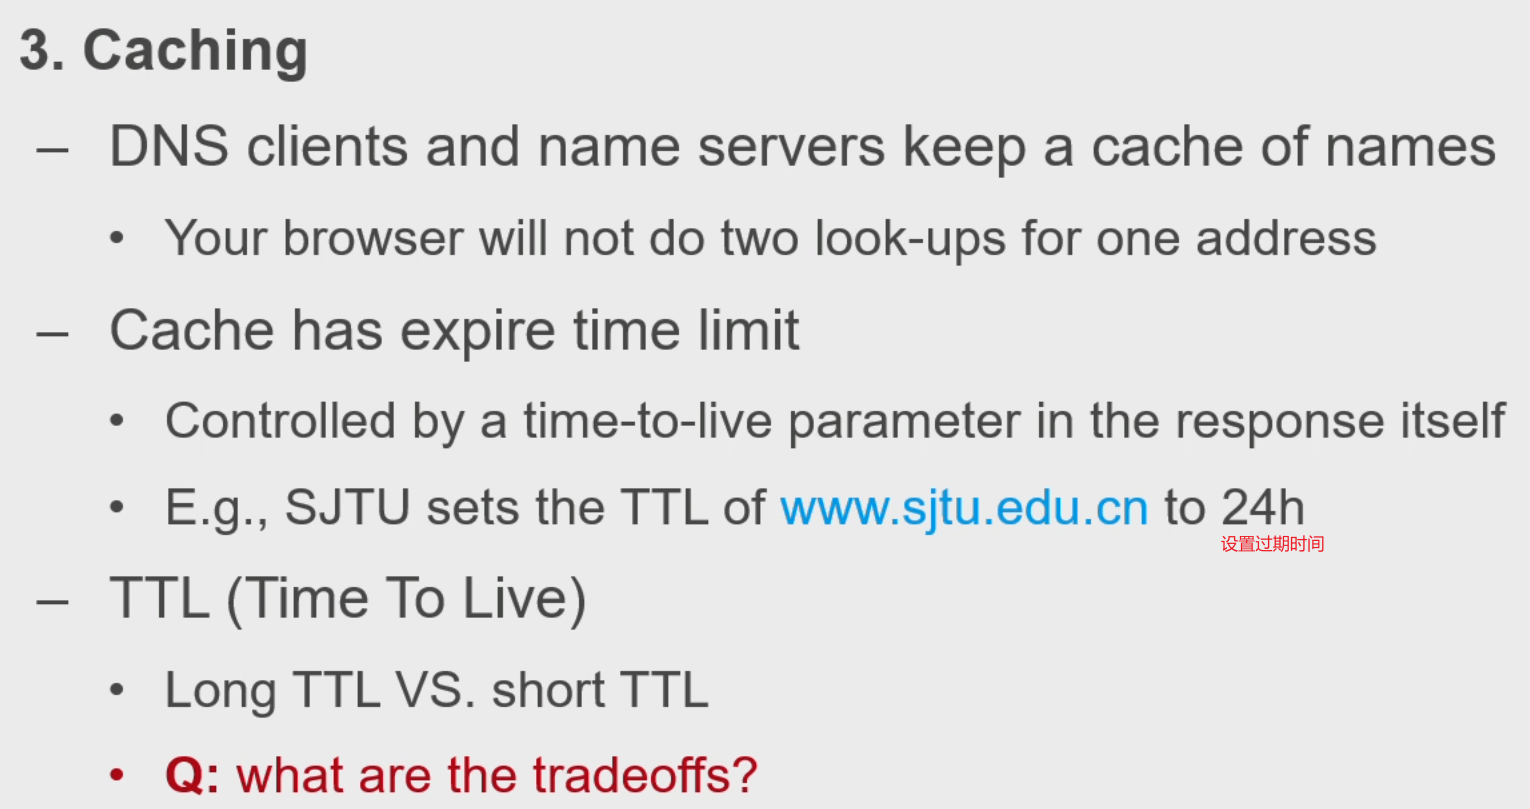 3. Caching
– DNS clients and name servers keep a cache of names
• Your browser will not do two look-ups for one address
– Cache has expire time limit
• Controlled by a time-to-live parameter in the response itself
• E.g., SJTU sets the TTL of www.sjtu.edu.cn to 24h
设置过期时间
– TTL (Time To Live)
• Long TTL VS. short TTL
• Q: what are the tradeoffs?